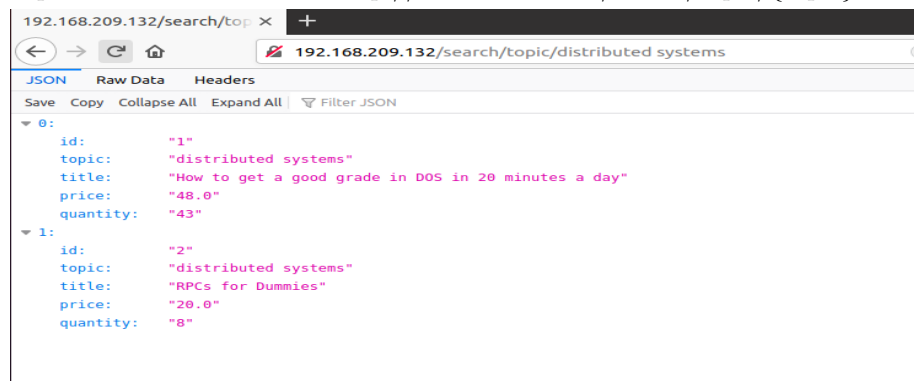 192.168.209.132/search/top
192.168.209.132/search/topic/distributed systems
JSON Raw Data Headers
Save Copy Collapse All Expand All Filter JSON
0:
id: "1"
topic: "distributed systems"
title: "How to get a good grade in DOS in 20 minutes a day"
price: "48.0"
quantity: "43"
1:
id: "2"
topic: "distributed systems"
title: "RPCs for Dummies"
price: "20.0"
quantity: "8"